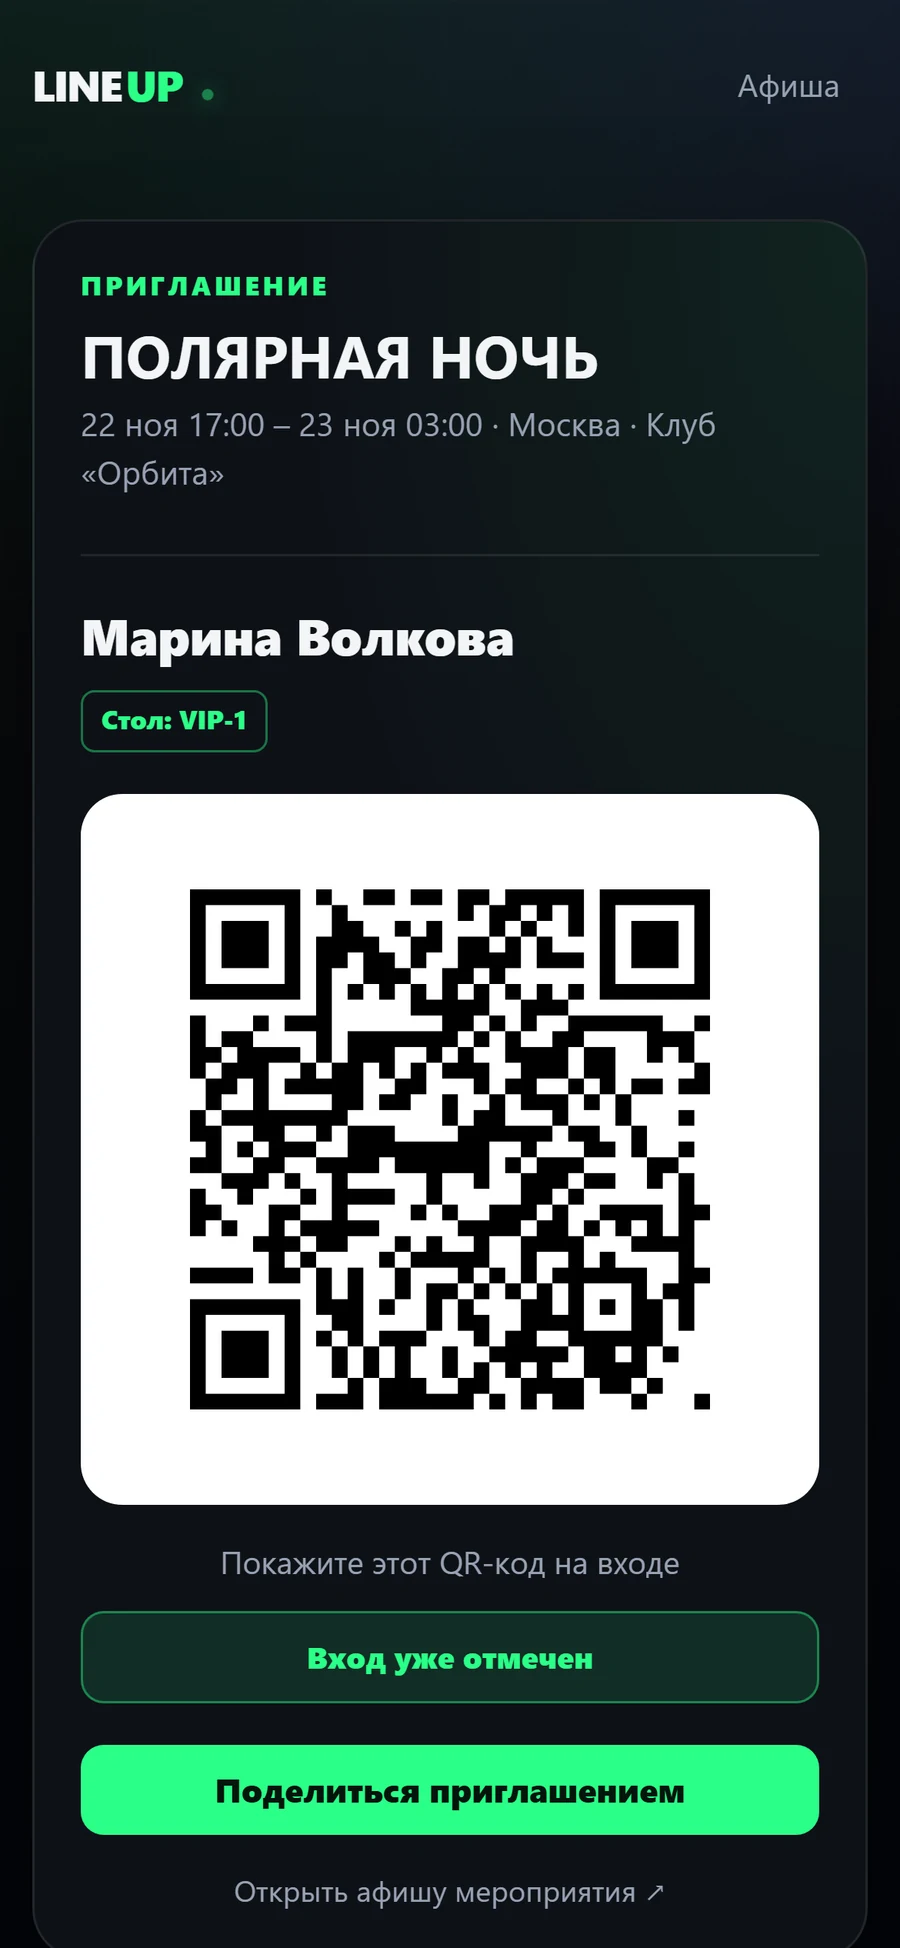 LINEUP
Афиша
ПРИГЛАШЕНИЕ
ПОЛЯРНАЯ НОЧЬ
22 ноя 17:00 – 23 ноя 03:00 · Москва · Клуб
«Орбита»
Марина Волкова
Стол: VIP-1
Покажите этот QR-код на входе
Вход уже отмечен
Поделиться приглашением
Открыть афишу мероприятия ↗